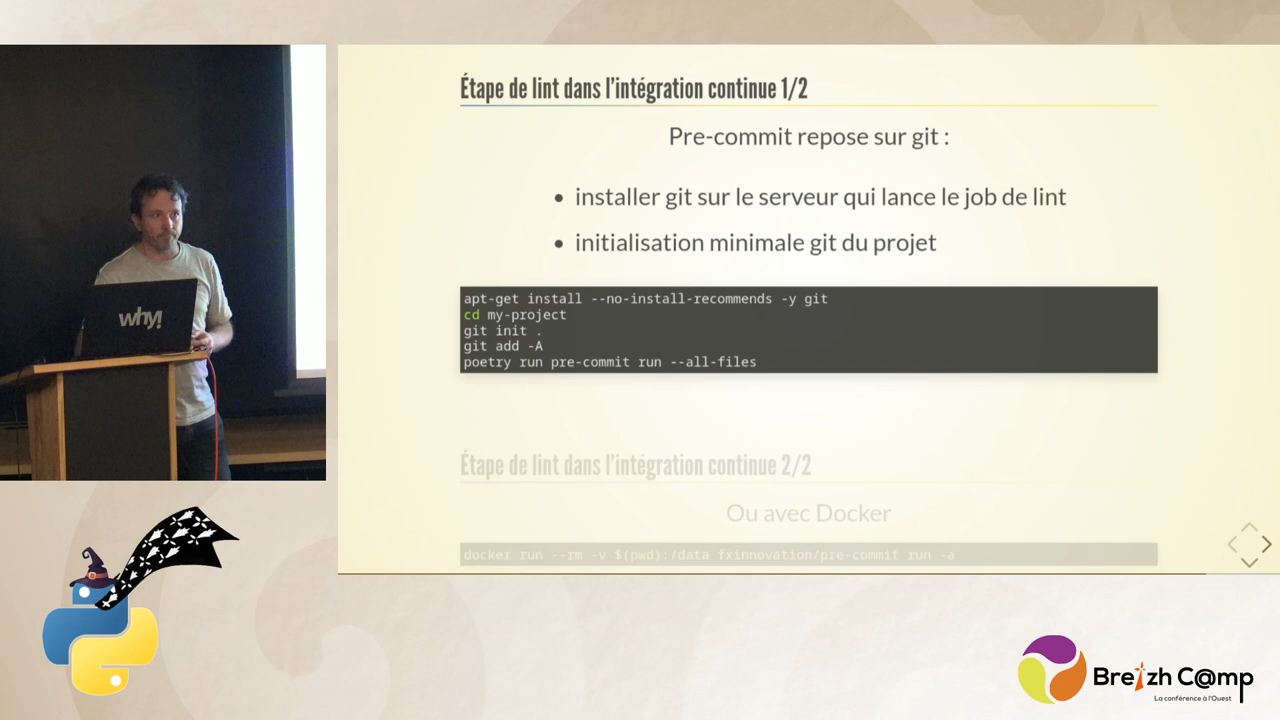 Étape de lint dans l'intégration continue 1/2
Pre-commit repose sur git :
• installer git sur le serveur qui lance le job de lint
• initialisation minimale git du projet
apt-get install --no-install-recommends -y git
cd my-project
git init .
git add -A
poetry run pre-commit run --all-files
Étape de lint dans l'intégration continue 2/2
Ou avec Docker
docker run --rm -v $(pwd):/data fxinnovation/pre-commit run -a
why!
Breizh C@mp
La conférence à l'Ouest